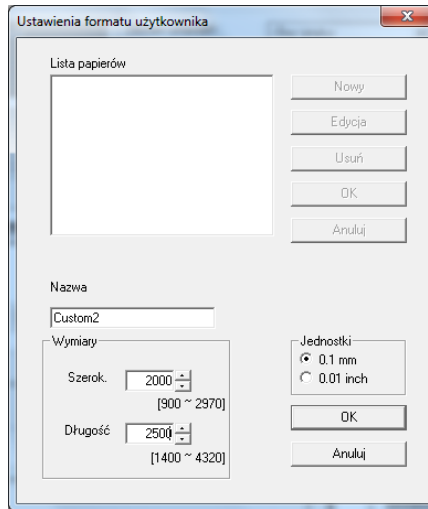 Ustawienia formatu użytkownika
Lista papierów
Nowy
Edycja
Usuń
OK
Anuluj
Nazwa
Custom2
Wymiary
Szerok. 2000
[900 ~ 2970]
Długość 2500
[1400 ~ 4320]
Jednostki
0.1 mm
0.01 inch
OK
Anuluj